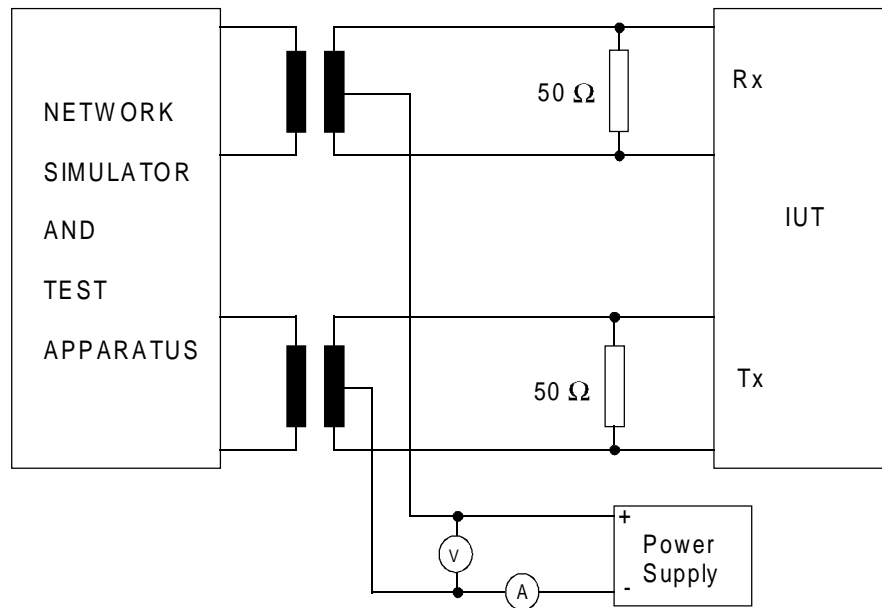 NETWORK
SIMULATOR
AND
TEST
APPARATUS
50 Ω
Rx
IUT
50 Ω
Tx
+
V
Power
Supply
-
A